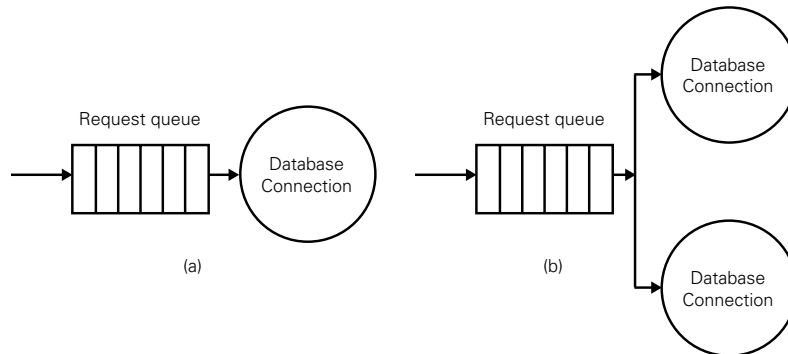 Request queue
Database
Connection
(a)
Request queue
Database
Connection
Database
Connection
(b)